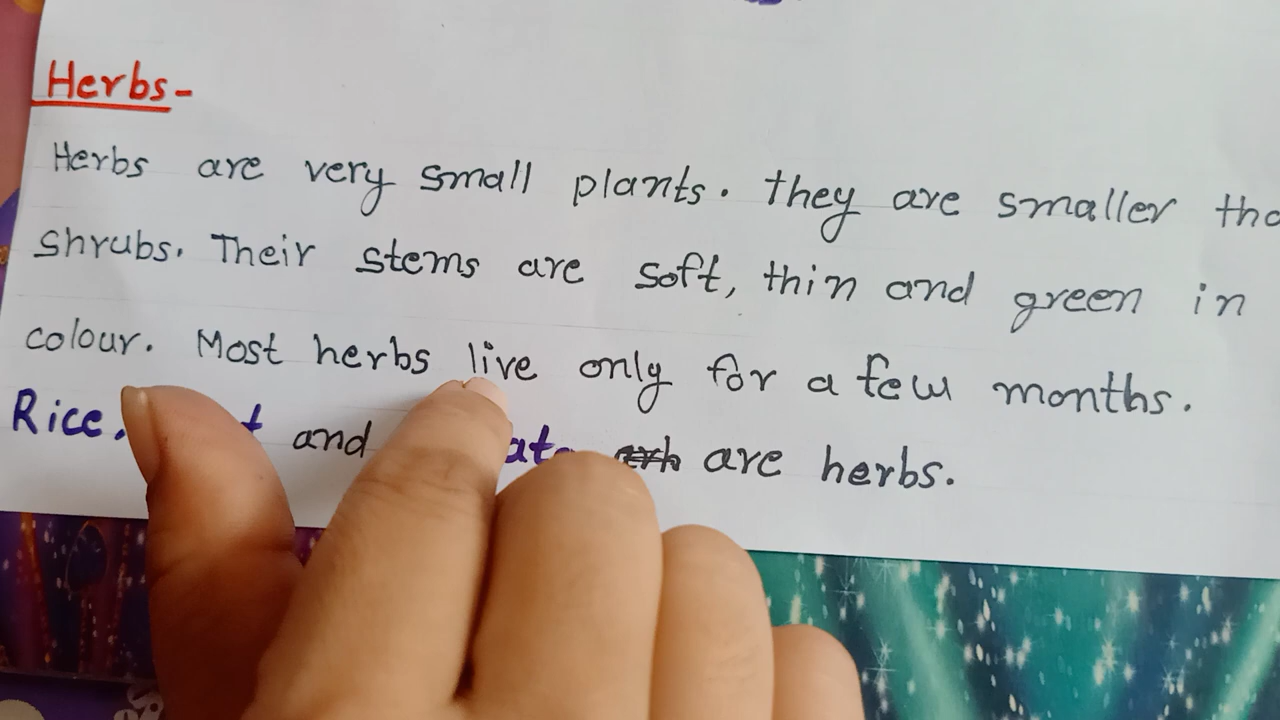 Herbs-
Herbs are very small plants. they are smaller
shrubs. Their stems are soft, thin and green in
colour. Most herbs live only for a few months.
Rice, and are herbs.